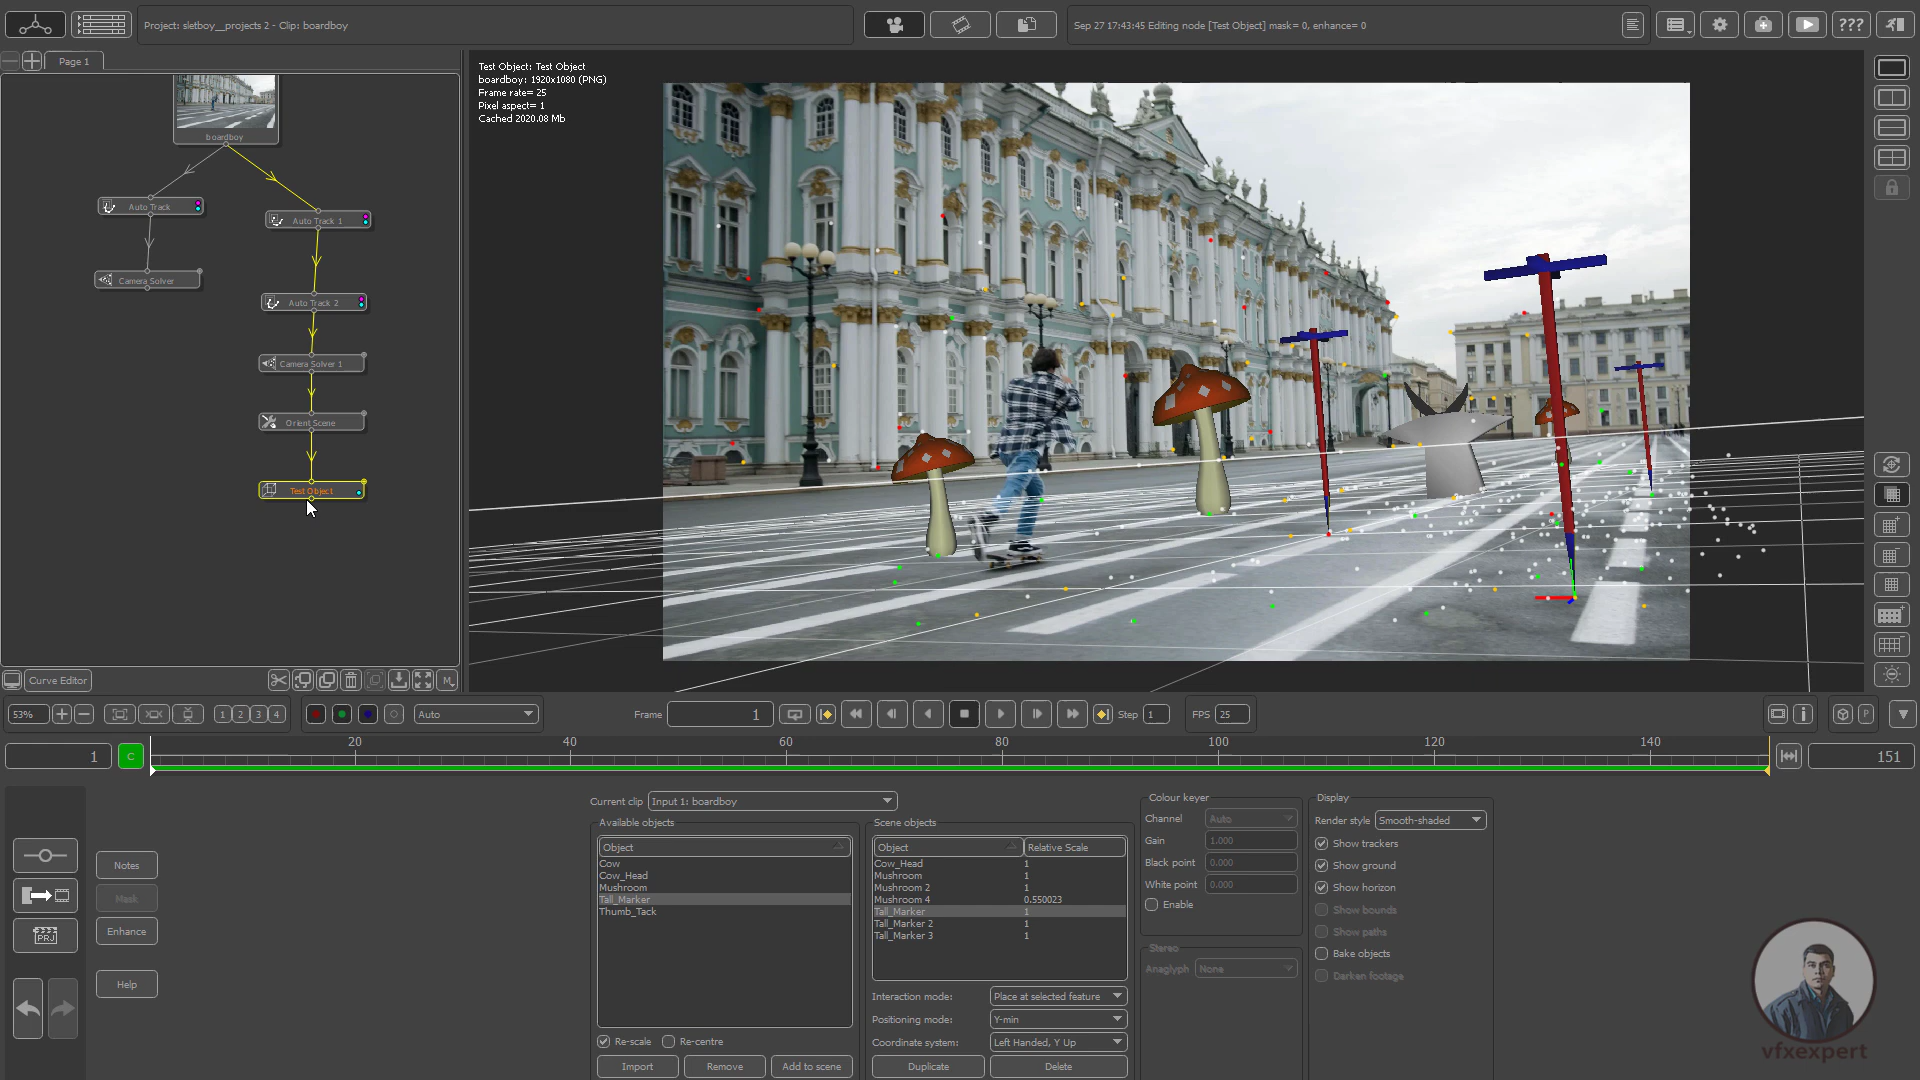 Project: sletboy__projects 2 - Clip: boardboy
Sep 27 17:43:45 Editing node [Test Object] mask= 0, enhance= 0
???
Page 1
boardboy
Auto Track
Auto Track 1
Camera Solver
Auto Track 2
Camera Solver 1
Orient Scene
Test Object
Test Object: Test Object
boardboy: 1920x1080 (PNG)
Frame rate= 25
Pixel aspect= 1
Cached 2020.08 Mb
Curve Editor
M
53%
1 2 3 4
Auto
Frame 1
Step 1
FPS 25
P
1
C
20 40 60 80 100 120 140
151
PRJ
Notes
Mask
Enhance
Help
Current clip Input 1: boardboy
Available objects
Object
Cow
Cow_Head
Mushroom
Tall_Marker
Thumb_Tack
Re-scale Re-centre
Import Remove Add to scene
Scene objects
Object Relative Scale
Cow_Head 1
Mushroom 1
Mushroom 2 1
Mushroom 4 0.550023
Tall_Marker 1
Tall_Marker 2 1
Tall_Marker 3 1
Interaction mode: Place at selected feature
Positioning mode: Y-min
Coordinate system: Left Handed, Y Up
Duplicate Delete
Colour keyer
Channel Auto
Gain 1.000
Black point 0.000
White point 0.000
Enable
Stereo
Anaglyph None
Display
Render style Smooth-shaded
Show trackers
Show ground
Show horizon
Show bounds
Show paths
Bake objects
Darken footage
vfxexpert